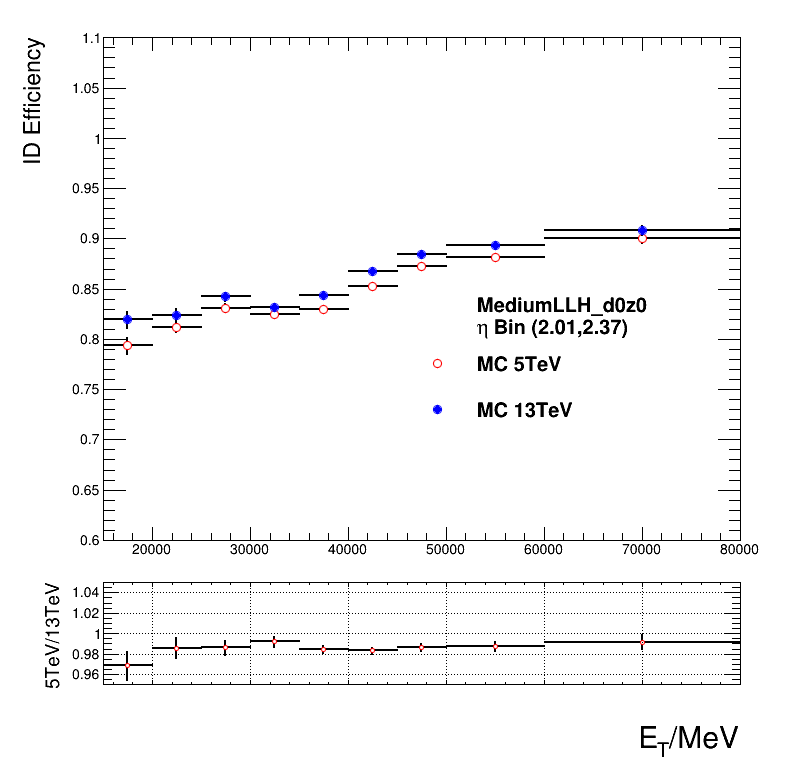 ID Efficiency
1.1
1.05
1
0.95
0.9
0.85
0.8
0.75
0.7
0.65
0.6
MediumLLH_d0z0
η Bin (2.01,2.37)
MC 5TeV
MC 13TeV
20000 30000 40000 50000 60000 70000 80000
5TeV/13TeV
1.04
1.02
1
0.98
0.96
E_T/MeV